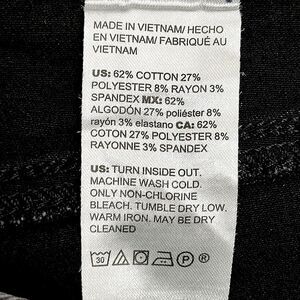 MADE IN VIETNAM/ HECHO
EN VIETNAM/ FABRIQUÉ AU
VIETNAM
US: 62% COTTON 27%
POLYESTER 8% RAYON 3%
SPANDEX MX: 62%
ALGODÓN 27% poliéster 8%
rayón 3% elastano CA: 62%
COTON 27% POLYESTER 8%
RAYONNE 3% SPANDEX
US: TURN INSIDE OUT.
MACHINE WASH COLD.
ONLY NON-CHLORINE
BLEACH. TUMBLE DRY LOW.
WARM IRON. MAY BE DRY
CLEANED
30 P ®